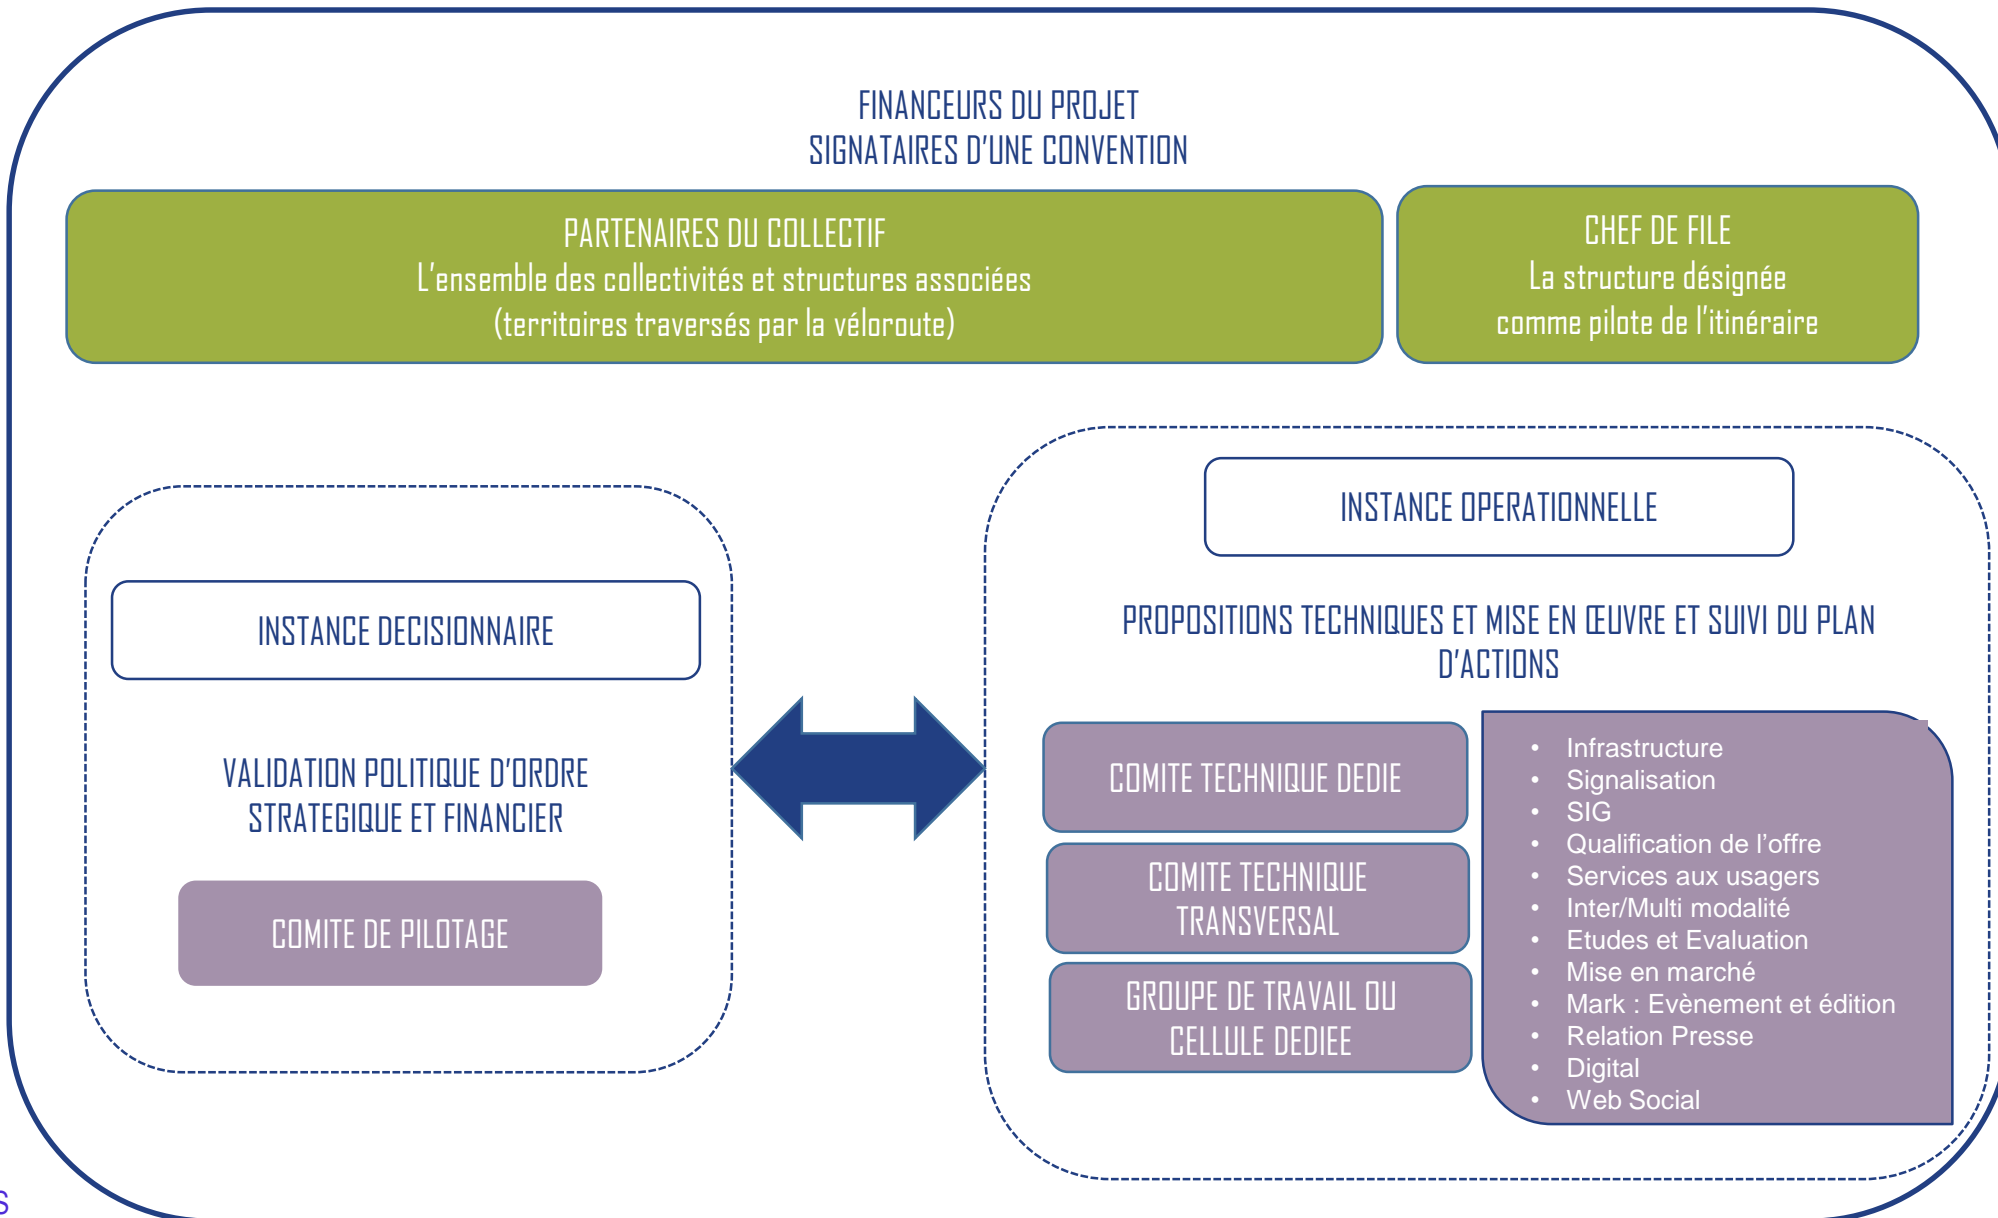 FINANCEURS DU PROJET
SIGNATAIRES D'UNE CONVENTION
PARTENAIRES DU COLLECTIF
L'ensemble des collectivités et structures associées
(territoires traversés par la véloroute)
CHEF DE FILE
La structure désignée
comme pilote de l'itinéraire
INSTANCE DECISIONNAIRE
VALIDATION POLITIQUE D'ORDRE
STRATEGIQUE ET FINANCIER
COMITE DE PILOTAGE
INSTANCE OPERATIONNELLE
PROPOSITIONS TECHNIQUES ET MISE EN ŒUVRE ET SUIVI DU PLAN
D'ACTIONS
COMITE TECHNIQUE DEDIE
COMITE TECHNIQUE
TRANSVERSAL
GROUPE DE TRAVAIL OU
CELLULE DEDIEE
• Infrastructure
• Signalisation
• SIG
• Qualification de l'offre
• Services aux usagers
• Inter/Multi modalité
• Etudes et Evaluation
• Mise en marché
• Mark : Evènement et édition
• Relation Presse
• Digital
• Web Social